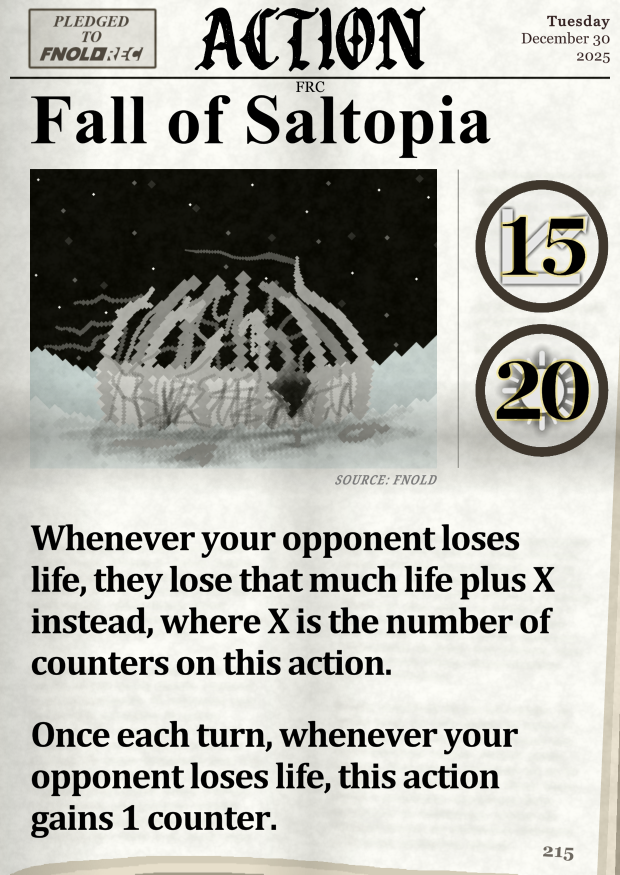 PLEDGED
TO
FNOLD REC
ACTION
Tuesday
December 30
2025
FRC
Fall of Saltopia
15
20
SOURCE: FNOLD
Whenever your opponent loses
life, they lose that much life plus X
instead, where X is the number of
counters on this action.
Once each turn, whenever your
opponent loses life, this action
gains 1 counter.
215